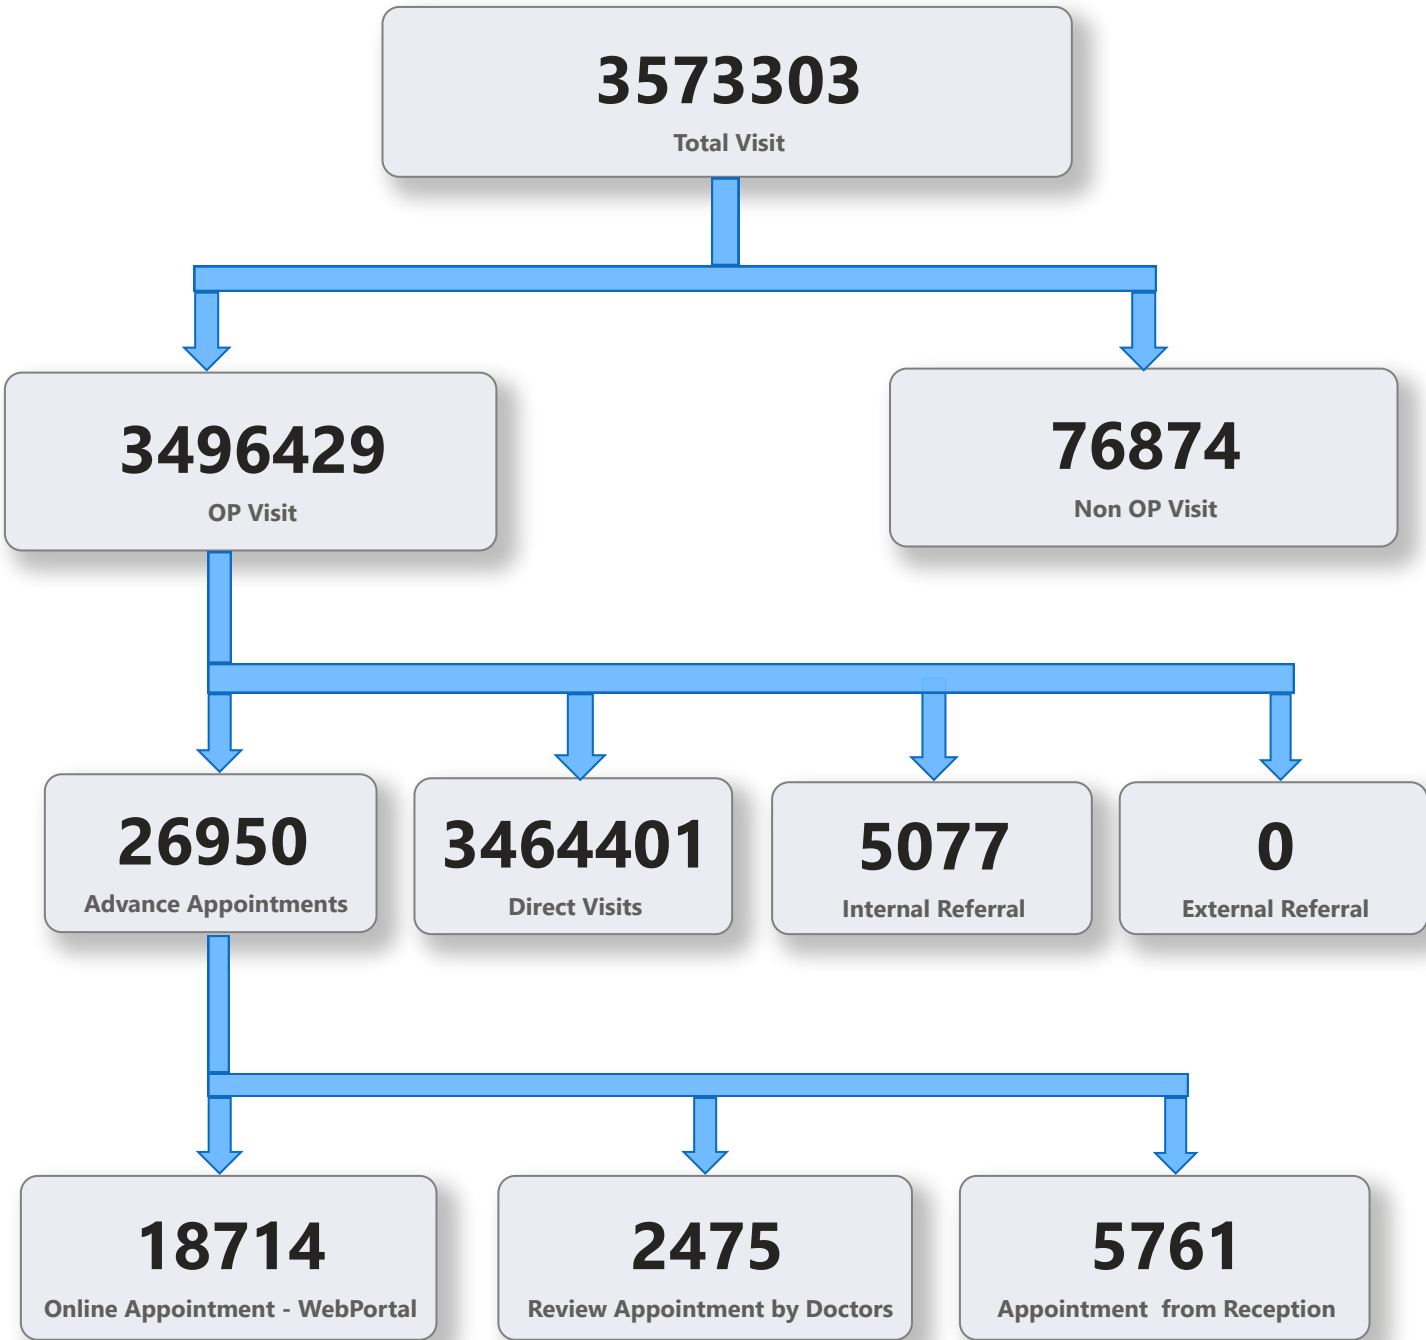 3573303
Total Visit
3496429
OP Visit
76874
Non OP Visit
26950
Advance Appointments
3464401
Direct Visits
5077
Internal Referral
0
External Referral
18714
Online Appointment - WebPortal
2475
Review Appointment by Doctors
5761
Appointment  from Reception